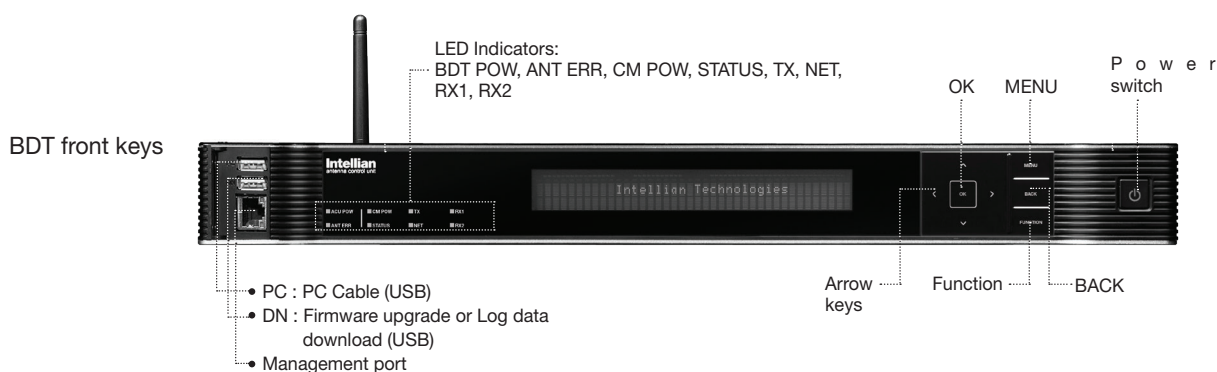 LED Indicators:
BDT POW, ANT ERR, CM POW, STATUS, TX, NET,
RX1, RX2
OK
MENU
P o w e r
switch
BDT front keys
Intellian
antenna control unit
Intellian Technologies
ACU POW
CM POW
TX
RX1
ANT ERR
STATUS
NET
RX2
OK
MENU
BACK
FUNCTION
Arrow
keys
Function
BACK
PC : PC Cable (USB)
DN : Firmware upgrade or Log data
download (USB)
Management port